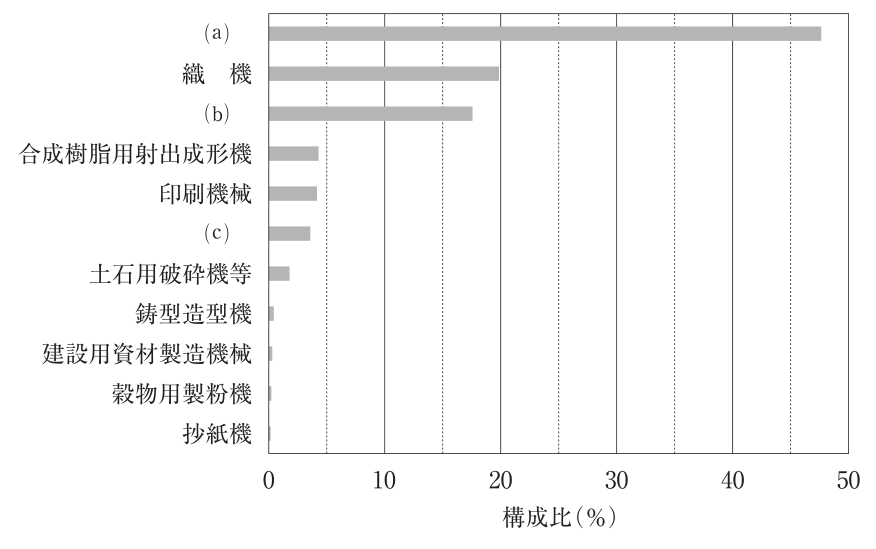 (a)
織 機
(b)
合成樹脂用射出成形機
印刷機械
(c)
土石用破砕機等
鋳型造型機
建設用資材製造機械
穀物用製粉機
抄紙機
0 10 20 30 40 50
構成比(%)